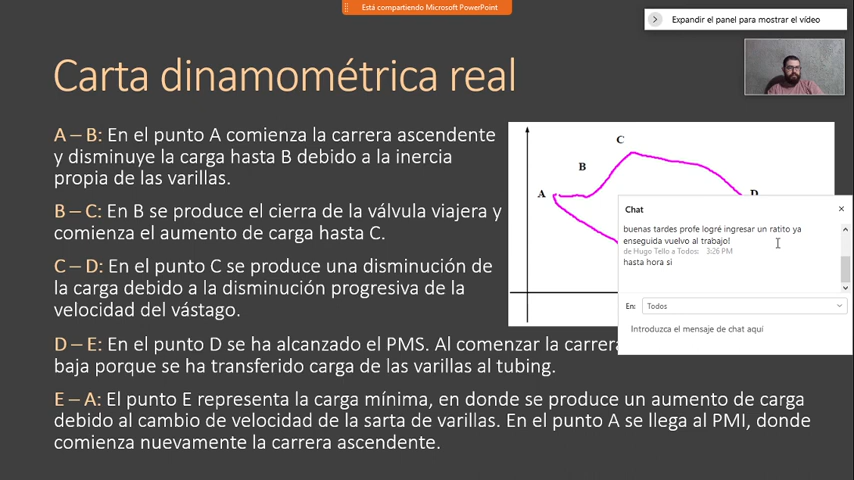 Está compartiendo Microsoft PowerPoint
Expandir el panel para mostrar el vídeo
Carta dinamométrica real
A – B: En el punto A comienza la carrera ascendente
y disminuye la carga hasta B debido a la inercia
propia de las varillas.
B – C: En B se produce el cierra de la válvula viajera y
comienza el aumento de carga hasta C.
C – D: En el punto C se produce una disminución de
la carga debido a la disminución progresiva de la
velocidad del vástago.
D – E: En el punto D se ha alcanzado el PMS. Al comenzar la carrera
baja porque se ha transferido carga de las varillas al tubing.
E – A: El punto E representa la carga mínima, en donde se produce un aumento de carga
debido al cambio de velocidad de la sarta de varillas. En el punto A se llega al PMI, donde
comienza nuevamente la carrera ascendente.
C
B
A
D
Chat
buenas tardes profe logré ingresar un ratito ya
enseguida vuelvo al trabajo!
de Hugo Tello a Todos: 3:26 PM
hasta hora si
En: Todos
Introduzca el mensaje de chat aquí